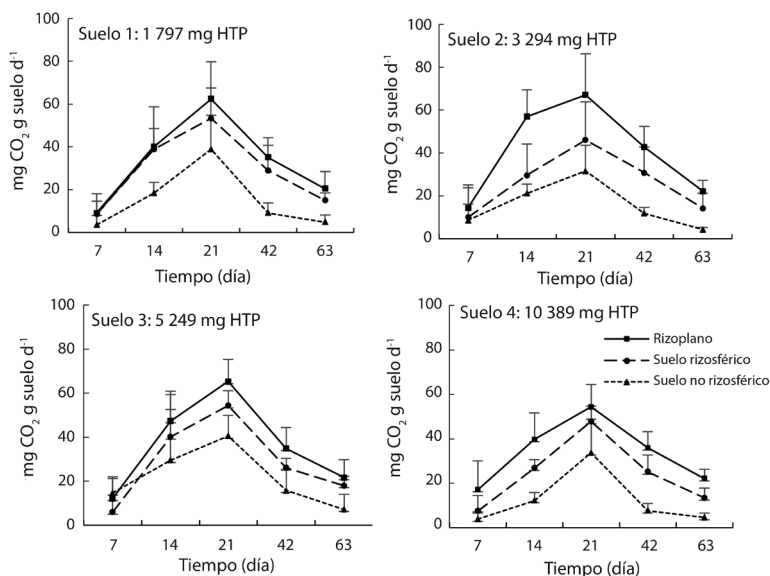 Suelo 1: 1 797 mg HTP
mg CO2 g suelo d-1
100
80
60
40
20
0
7 14 21 42 63
Tiempo (día)
Suelo 2: 3 294 mg HTP
mg CO2 g suelo d-1
100
80
60
40
20
0
7 14 21 42 63
Tiempo (día)
Suelo 3: 5 249 mg HTP
mg CO2 g suelo d-1
100
80
60
40
20
0
7 14 21 42 63
Tiempo (día)
Suelo 4: 10 389 mg HTP
Rizoplano
Suelo rizosférico
Suelo no rizosférico
mg CO2 g suelo d-1
100
80
60
40
20
0
7 14 21 42 63
Tiempo (día)